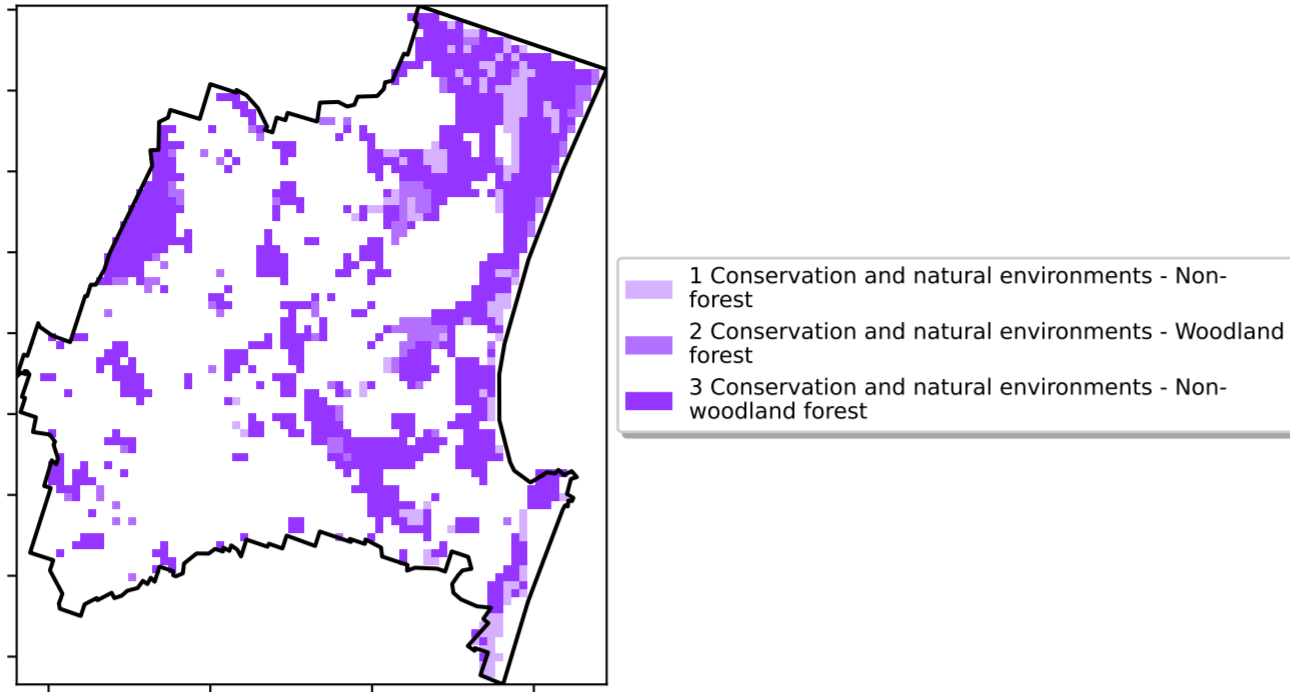 1 Conservation and natural environments - Non-
forest
2 Conservation and natural environments - Woodland
forest
3 Conservation and natural environments - Non-
woodland forest